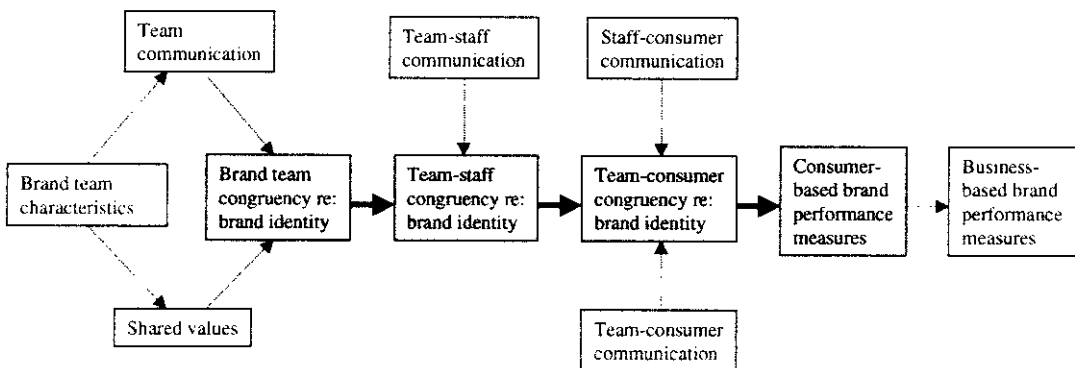 Team
communication
Team-staff
communication
Staff-consumer
communication
Brand team
characteristics
Brand team
congruency re:
brand identity
Team-staff
congruency re:
brand identity
Team-consumer
congruency re:
brand identity
Consumer-
based brand
performance
measures
Business-
based brand
performance
measures
Shared values
Team-consumer
communication